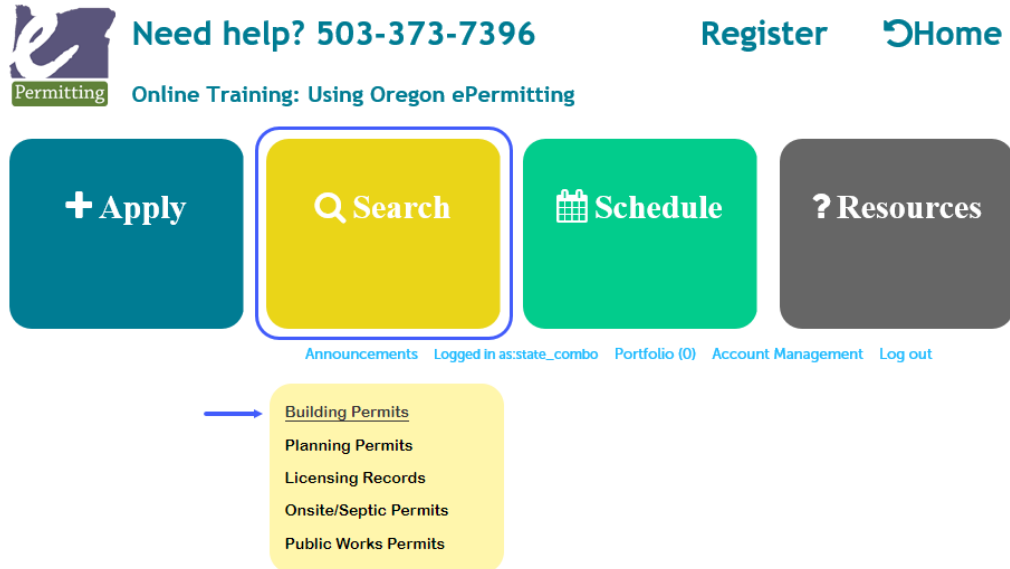 e
Permitting
Need help? 503-373-7396
Register
Home
Online Training: Using Oregon ePermitting
Apply
Search
Schedule
? Resources
Announcements Logged in as:state_combo Portfolio (0) Account Management Log out
Building Permits
Planning Permits
Licensing Records
Onsite/Septic Permits
Public Works Permits